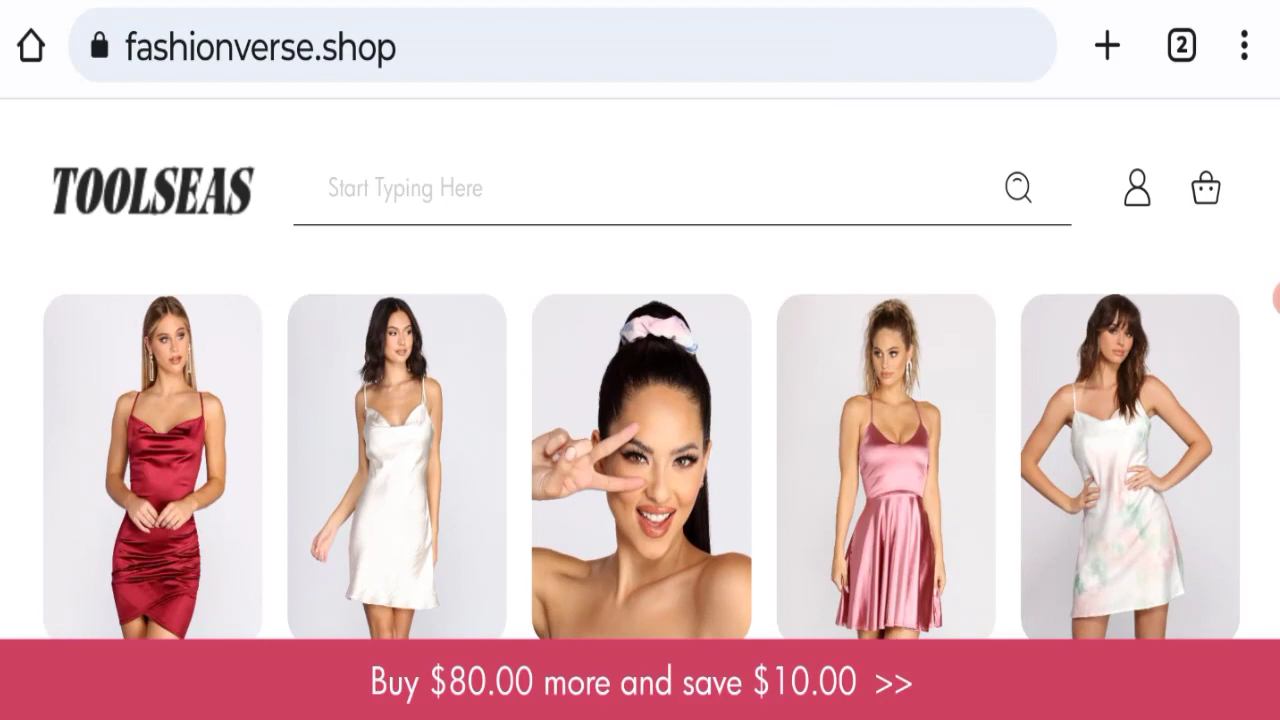 fashionverse.shop
2
TOOLSEAS
Start Typing Here
Buy $80.00 more and save $10.00 >>